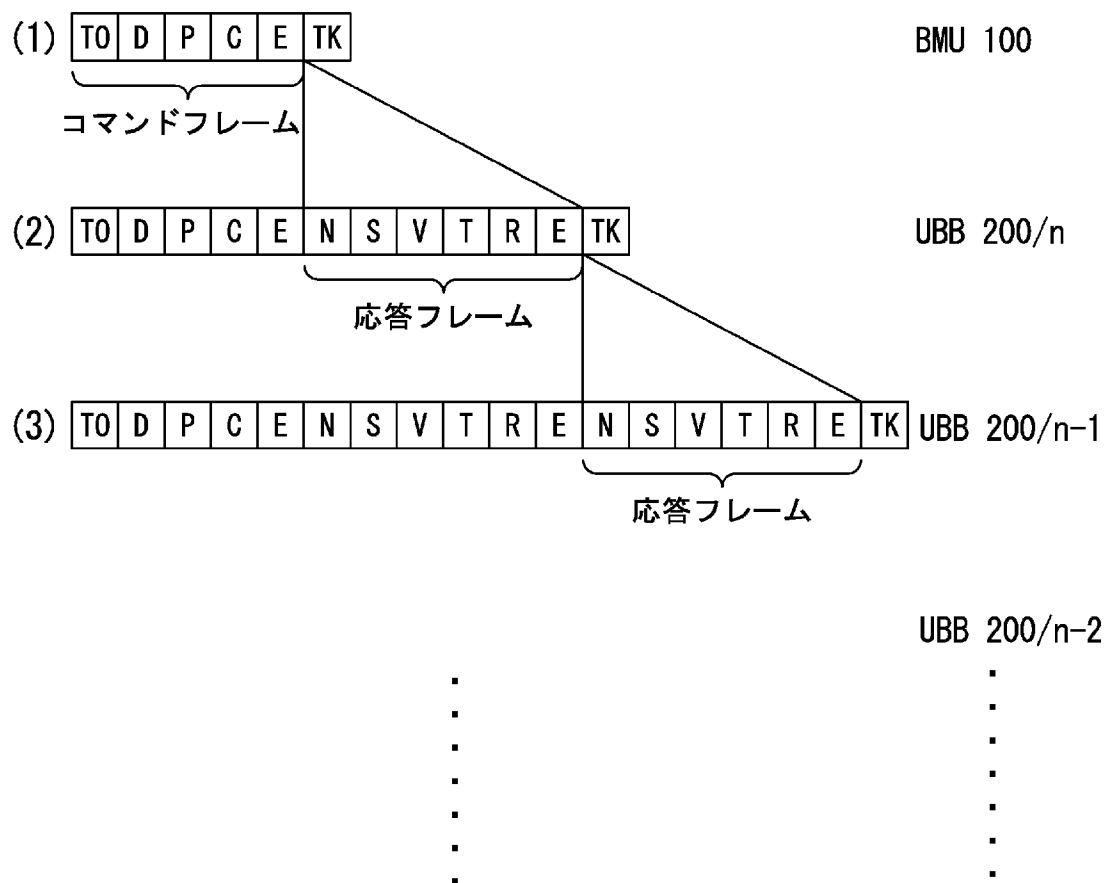 (1) TO D P C E TK BMU 100
コマンドフレーム
(2) TO D P C E N S V T R E TK UBB 200/n
応答フレーム
(3) TO D P C E N S V T R E N S V T R E TK UBB 200/n-1
応答フレーム
UBB 200/n-2